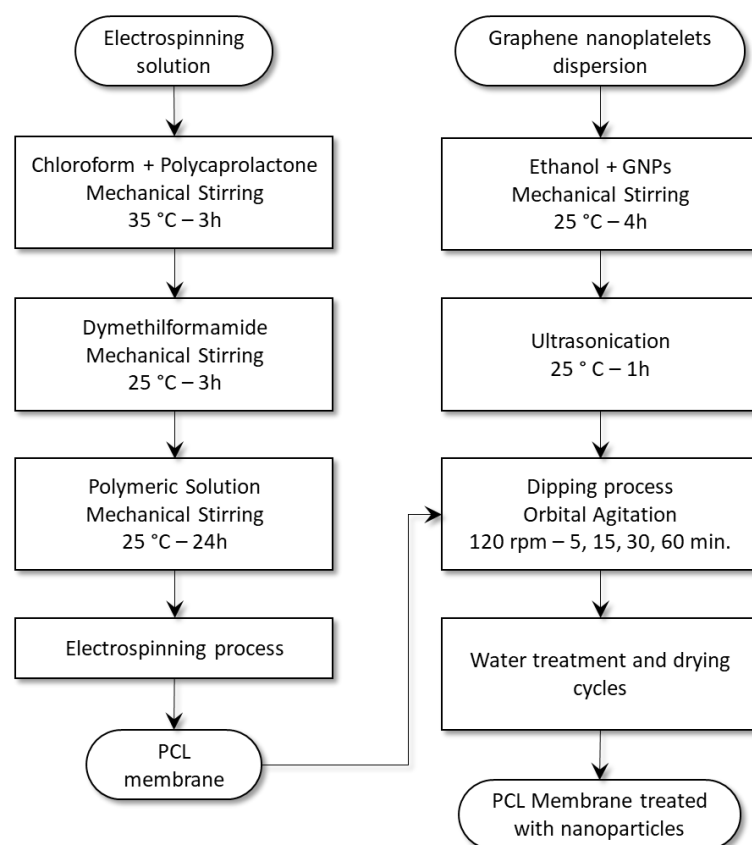 Electrospinning
solution
Chloroform + Polycaprolactone
Mechanical Stirring
35 °C – 3h
Dymethilformamide
Mechanical Stirring
25 °C – 3h
Polymeric Solution
Mechanical Stirring
25 °C – 24h
Electrospinning process
PCL
membrane
Graphene nanoplatelets
dispersion
Ethanol + GNPs
Mechanical Stirring
25 °C – 4h
Ultrasonication
25 ° C – 1h
Dipping process
Orbital Agitation
120 rpm – 5, 15, 30, 60 min.
Water treatment and drying
cycles
PCL Membrane treated
with nanoparticles